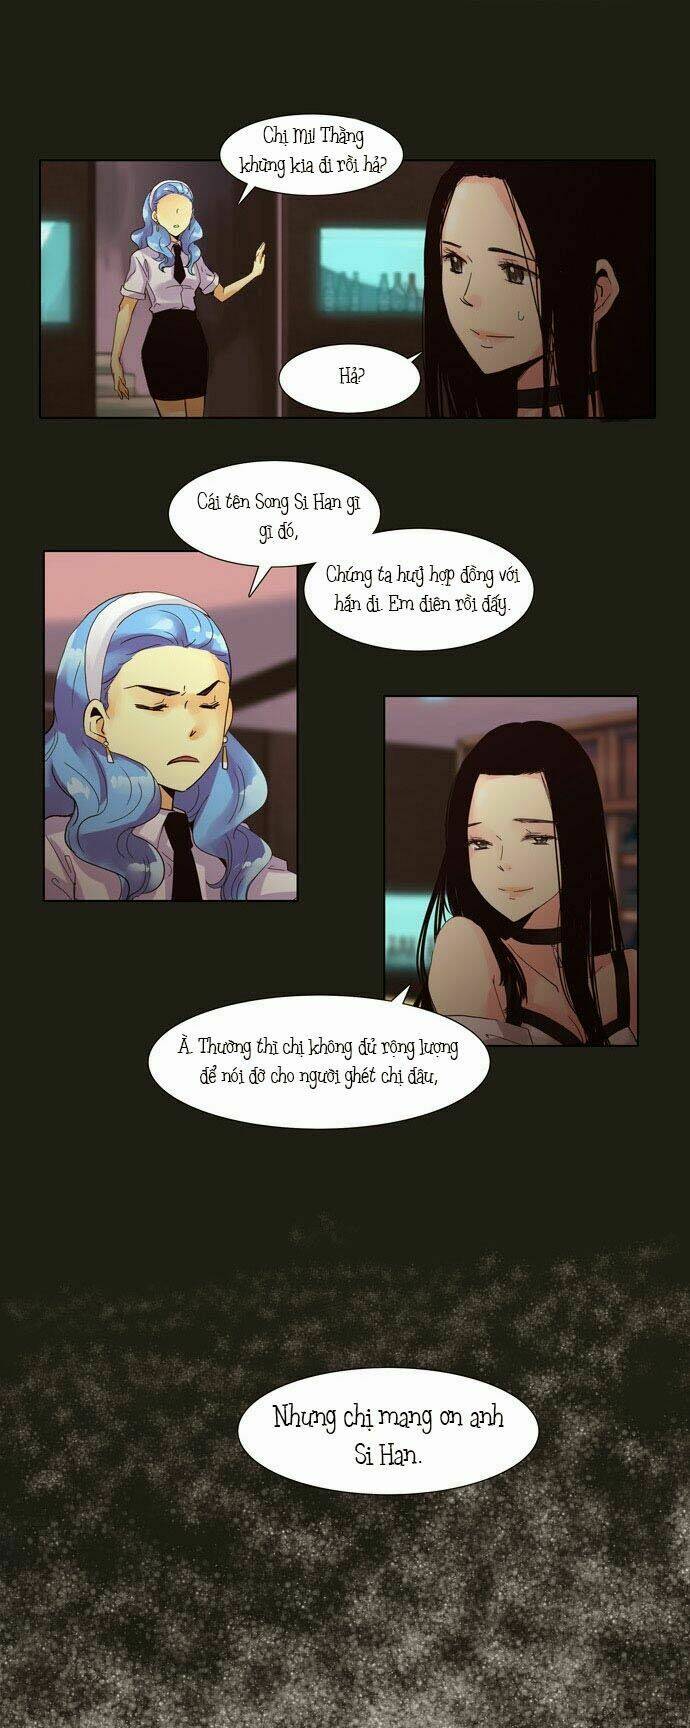 Chị Mi! Thằng
khừng kia đi rồi hả?
Hả?
Cái tên Song Si Han gì
gì đó,
Chúng ta huỷ hợp đồng với
hắn đi. Em điên rồi đấy.
À. Thường thì chị không đủ rộng lượng
để nói đỡ cho người ghét chị đâu,
Nhưng chị mang ơn anh
Si Han.